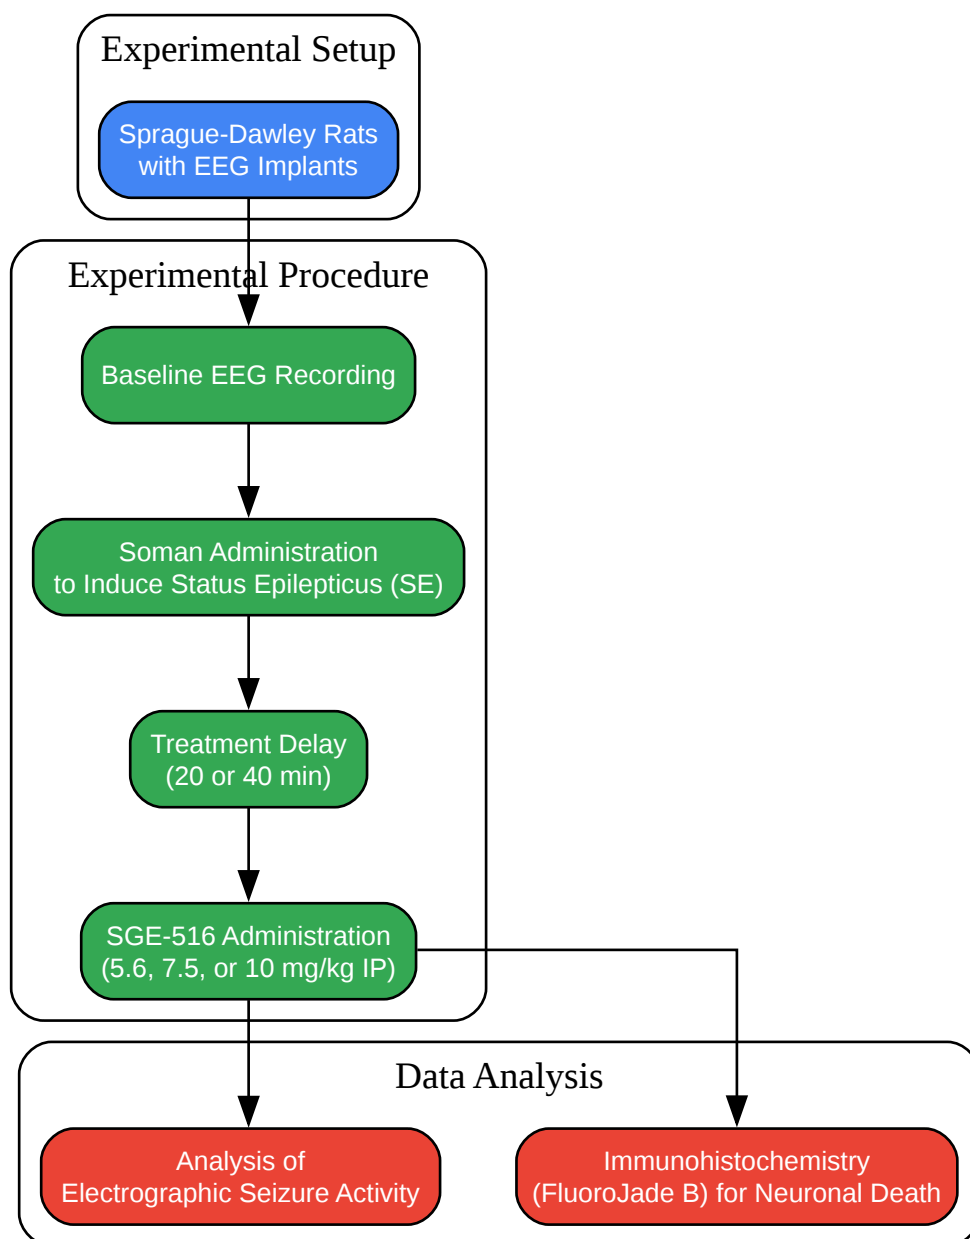 Experimental Setup
Sprague-Dawley Rats
with EEG Implants
Experimental Procedure
Baseline EEG Recording
Soman Administration
to Induce Status Epilepticus (SE)
Treatment Delay
(20 or 40 min)
SGE-516 Administration
(5.6, 7.5, or 10 mg/kg IP)
Data Analysis
Analysis of
Electrographic Seizure Activity
Immunohistochemistry
(FluoroJade B) for Neuronal Death